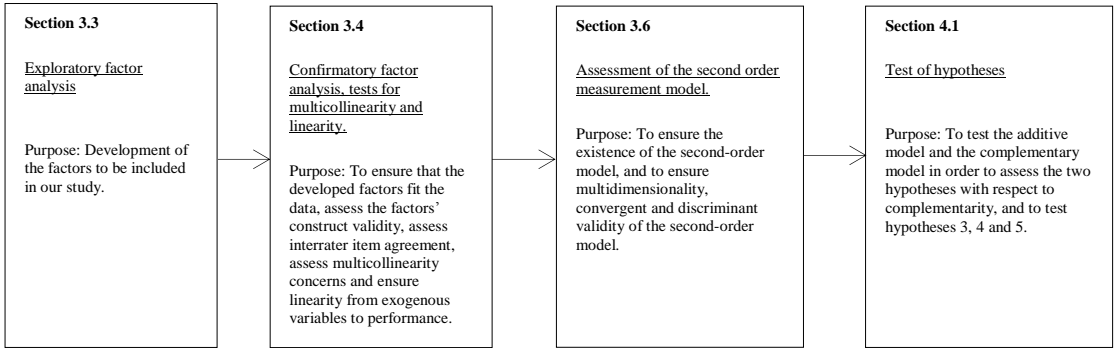 Section 3.3
Exploratory factor
analysis
Purpose: Development of
the factors to be included
in our study.
Section 3.4
Confirmatory factor
analysis, tests for
multicollinearity and
linearity.
Purpose: To ensure that the
developed factors fit the
data, assess the factors’
construct validity, assess
interrater item agreement,
assess multicollinearity
concerns and ensure
linearity from exogenous
variables to performance.
Section 3.6
Assessment of the second order
measurement model.
Purpose: To ensure the
existence of the second-order
model, and to ensure
multidimensionality,
convergent and discriminant
validity of the second-order
model.
Section 4.1
Test of hypotheses
Purpose: To test the additive
model and the complementary
model in order to assess the two
hypotheses with respect to
complementarity, and to test
hypotheses 3, 4 and 5.